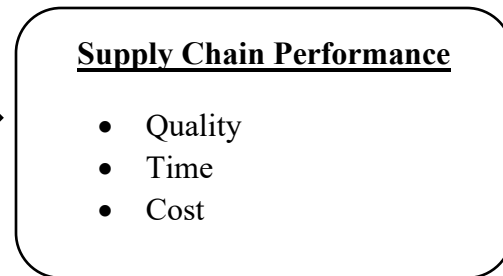 Supply Chain Performance
• Quality
• Time
• Cost